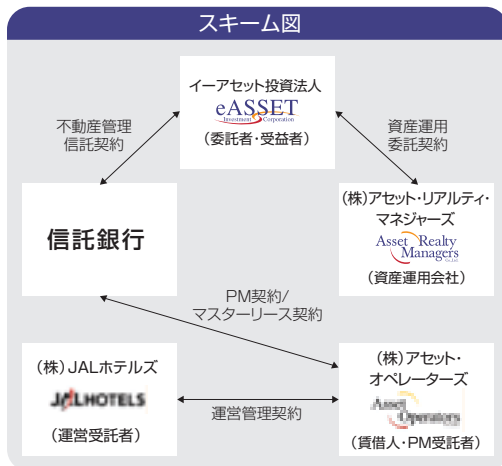 スキーム図
イーアセット投資法人
eASSET
Investment Corporation
(委託者・受益者)
不動産管理
信託契約
資産運用
委託契約
信託銀行
(株)アセット・リアルティ・
マネジャーズ
Asset Realty
Managers
Co.,Ltd.
(資産運用会社)
PM契約/
マスターリース契約
(株)JALホテルズ
JALHOTELS
(運営受託者)
運営管理契約
(株)アセット・
オペレーターズ
Asset
Operators
(賃借人・PM受託者)